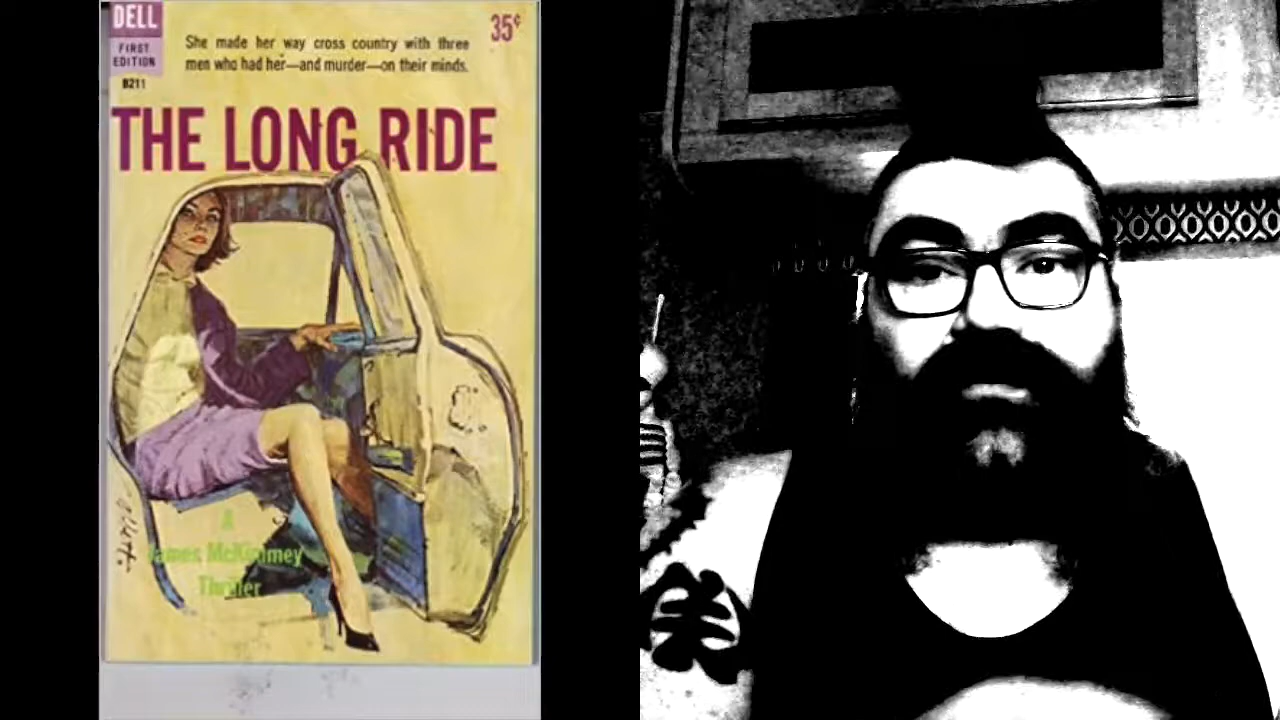 DELL
FIRST
EDITION
B211
35¢
She made her way cross country with three
men who had her—and murder—on their minds.
THE LONG RIDE
A
James McKimmey
Thriller